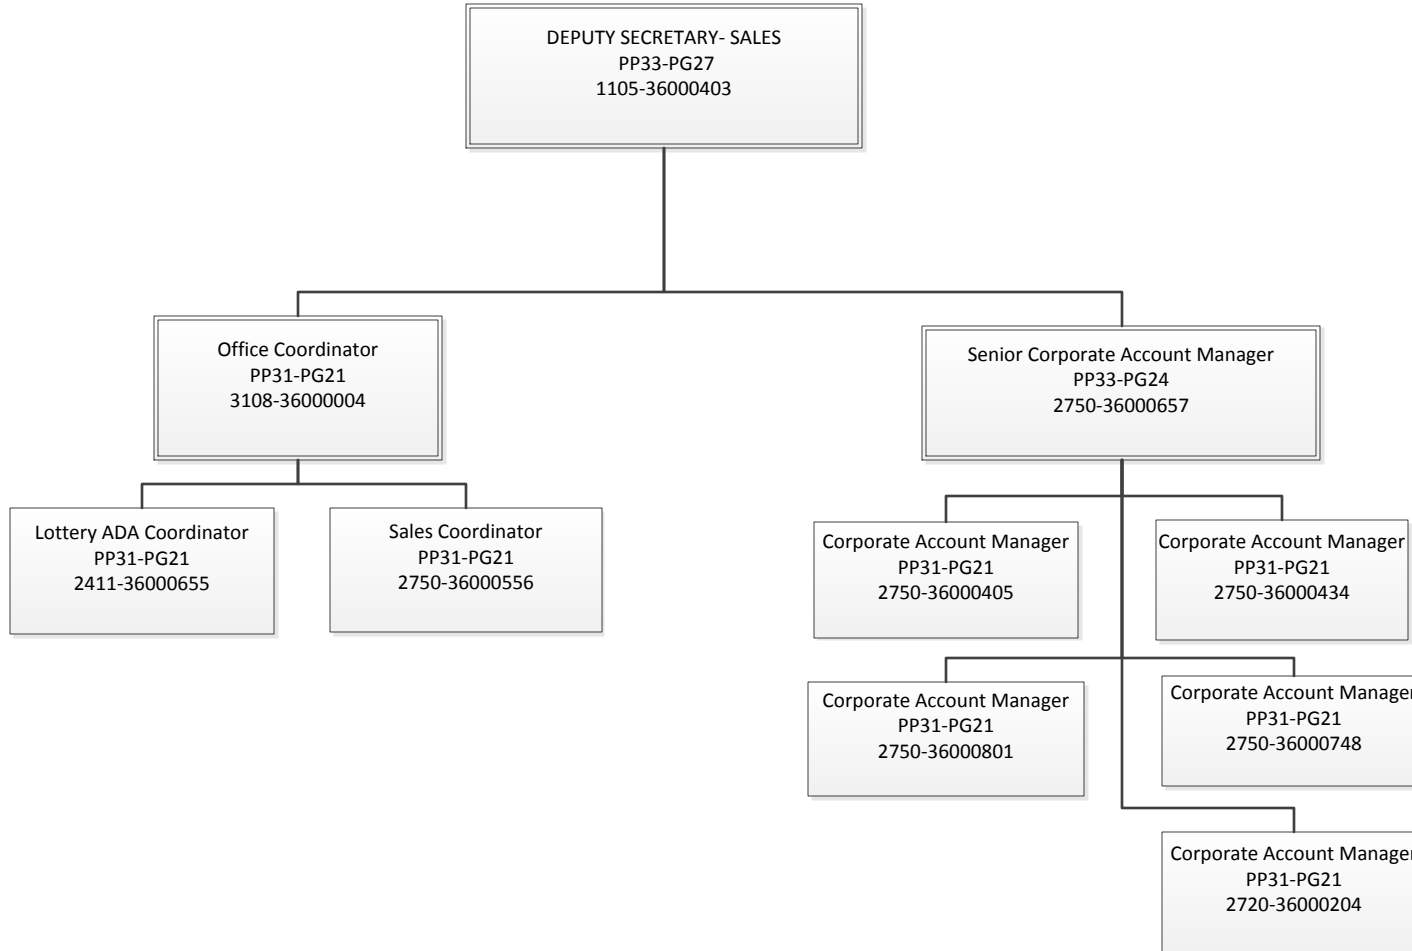 DEPUTY SECRETARY- SALES
PP33-PG27
1105-36000403
Office Coordinator
PP31-PG21
3108-36000004
Senior Corporate Account Manager
PP33-PG24
2750-36000657
Lottery ADA Coordinator
PP31-PG21
2411-36000655
Sales Coordinator
PP31-PG21
2750-36000556
Corporate Account Manager
PP31-PG21
2750-36000405
Corporate Account Manager
PP31-PG21
2750-36000434
Corporate Account Manager
PP31-PG21
2750-36000801
Corporate Account Manager
PP31-PG21
2750-36000748
Corporate Account Manager
PP31-PG21
2720-36000204